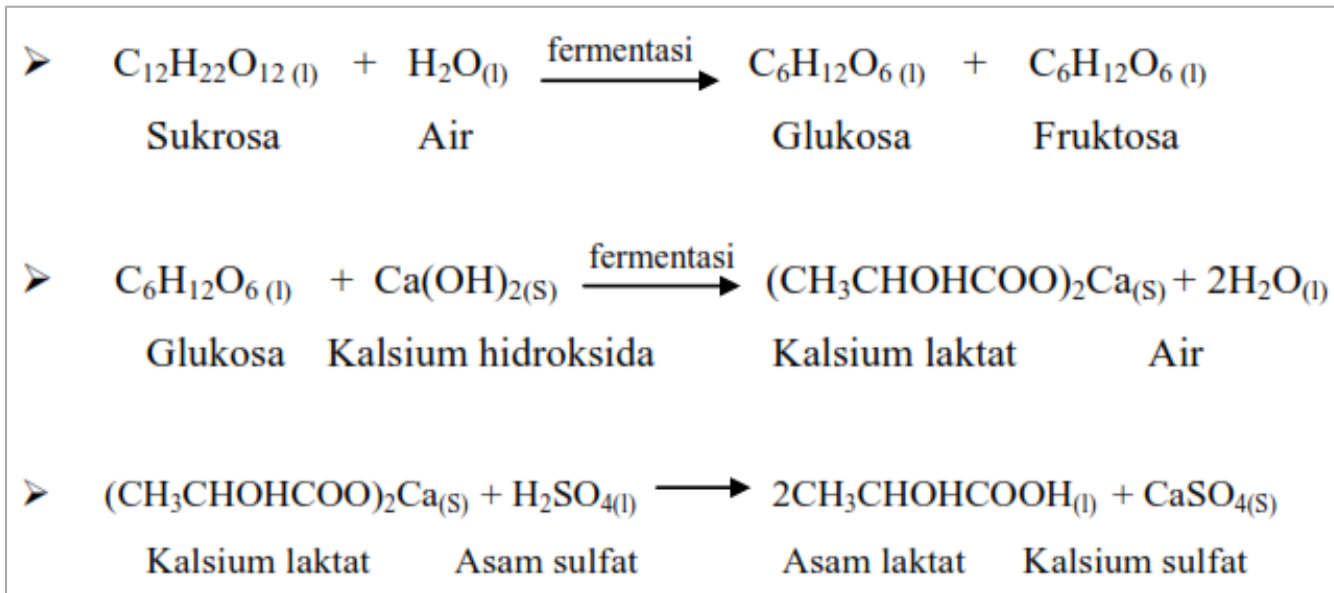 ➢ C₁₂H₂₂O₁₂ (l) + H₂O(l) fermentasi → C₆H₁₂O₆ (l) + C₆H₁₂O₆ (l)
Sukrosa Air Glukosa Fruktosa
➢ C₆H₁₂O₆ (l) + Ca(OH)₂(S) fermentasi → (CH₃CHOHCOO)₂Ca(S) + 2H₂O(l)
Glukosa Kalsium hidroksida Kalsium laktat Air
➢ (CH₃CHOHCOO)₂Ca(S) + H₂SO₄(l) → 2CH₃CHOHCOOH(l) + CaSO₄(S)
Kalsium laktat Asam sulfat Asam laktat Kalsium sulfat